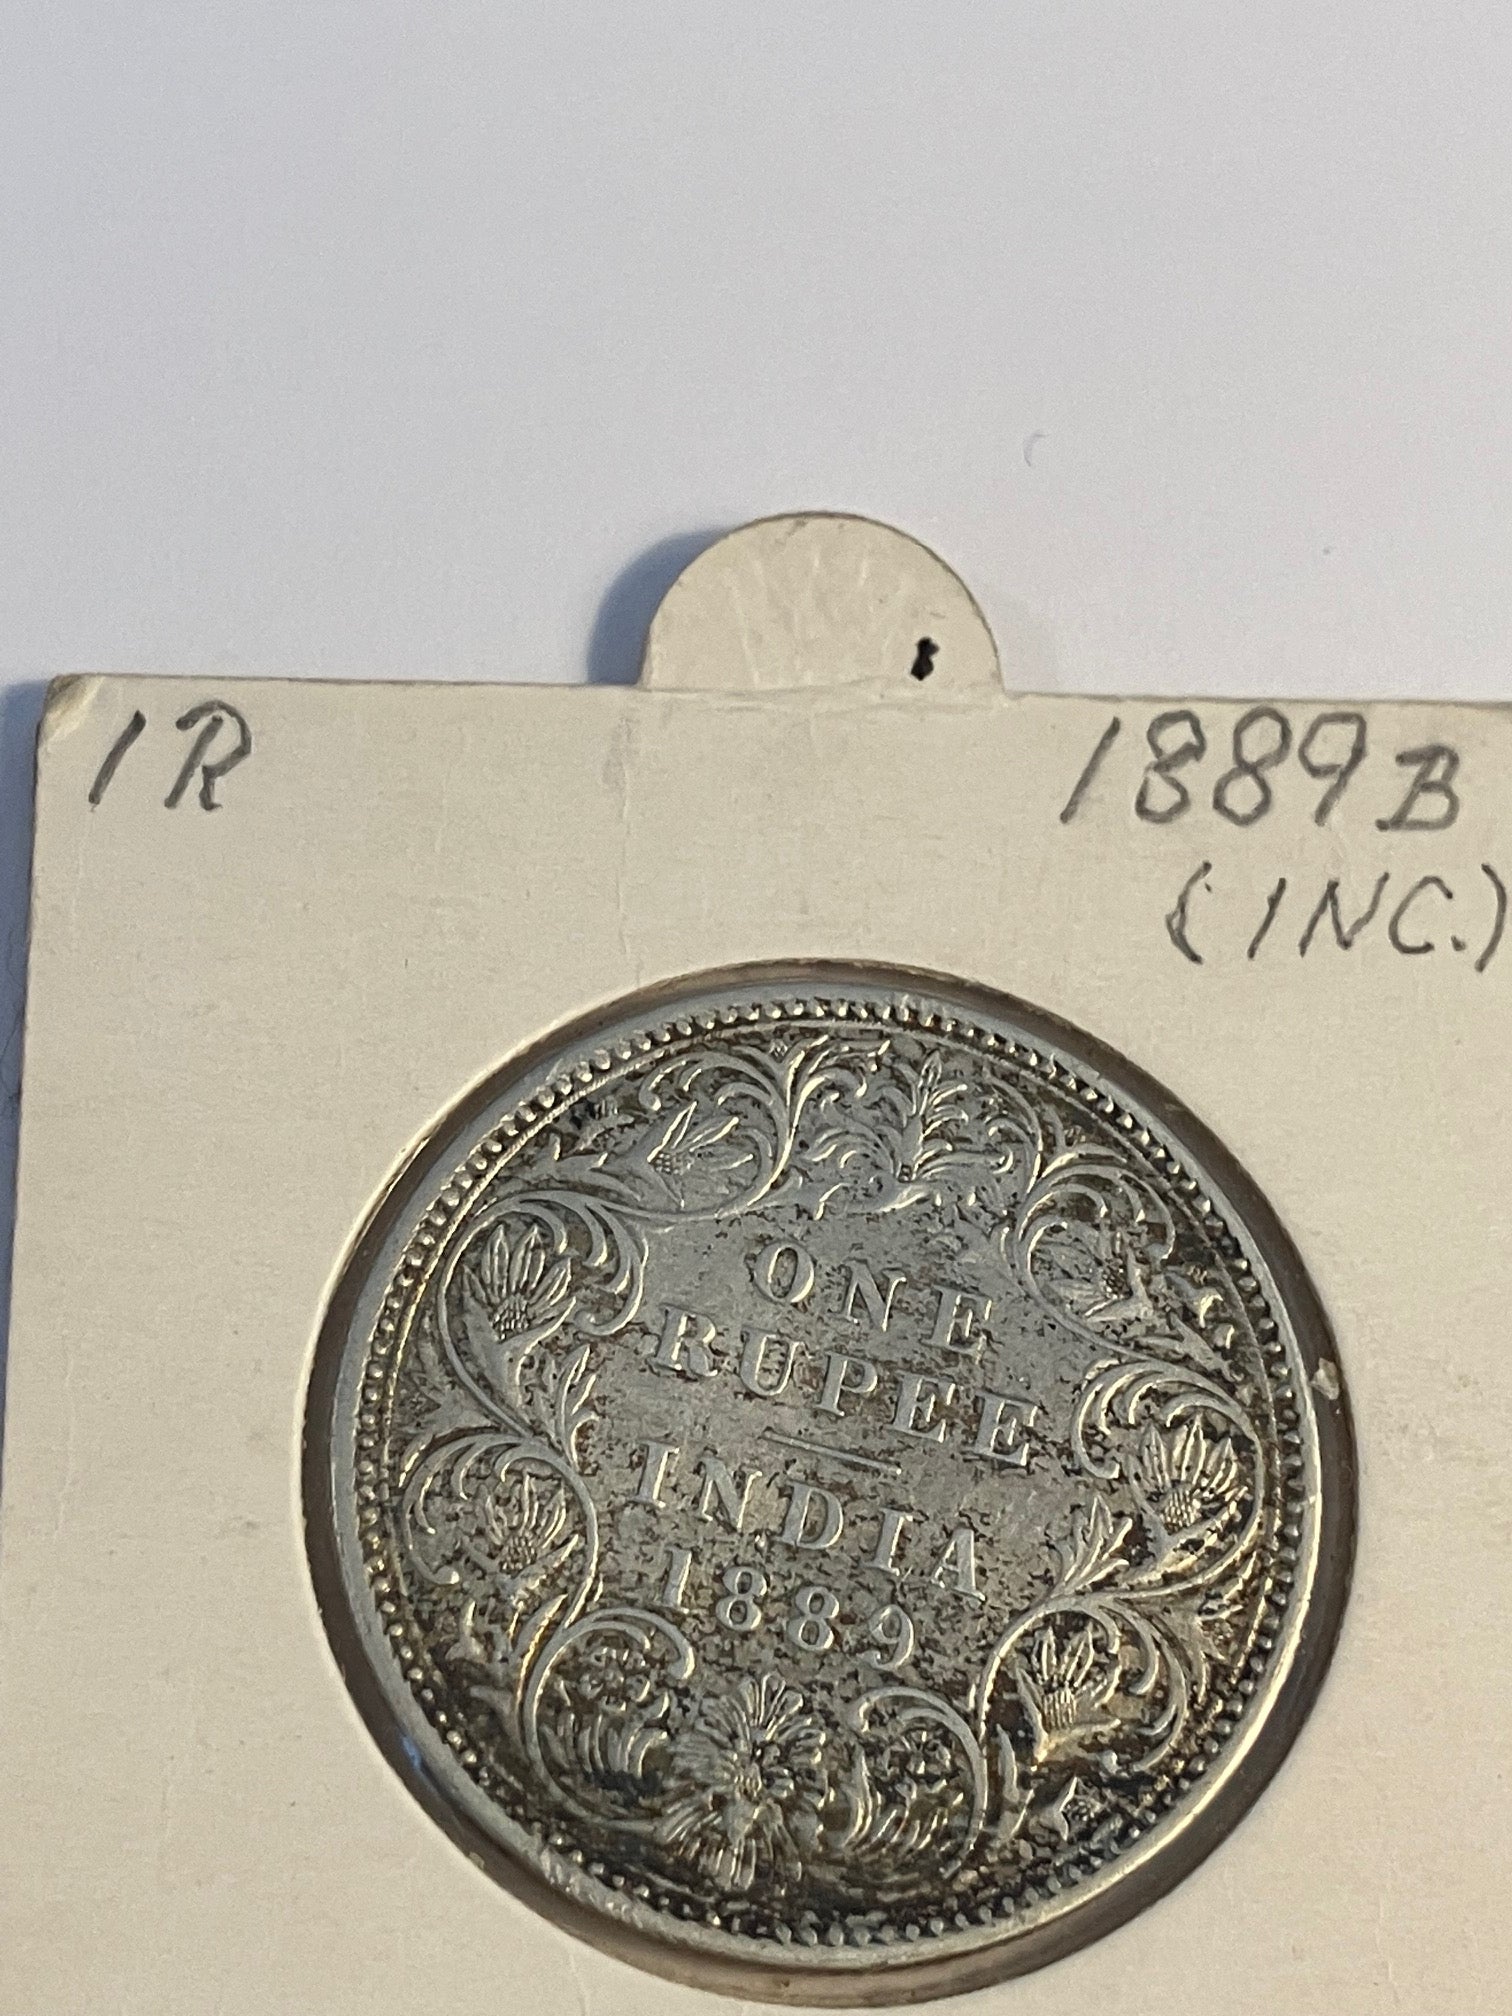 1R 1889B
(INC.)
ONE
RUPEE
INDIA
1889